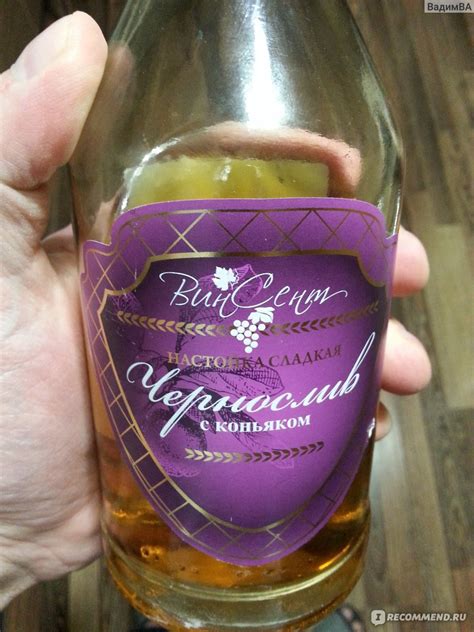 ВадимВА
ВинСент
НАСТОЙКА СЛАДКАЯ
Чернослив
с коньяком
I RECOMMEND.RU